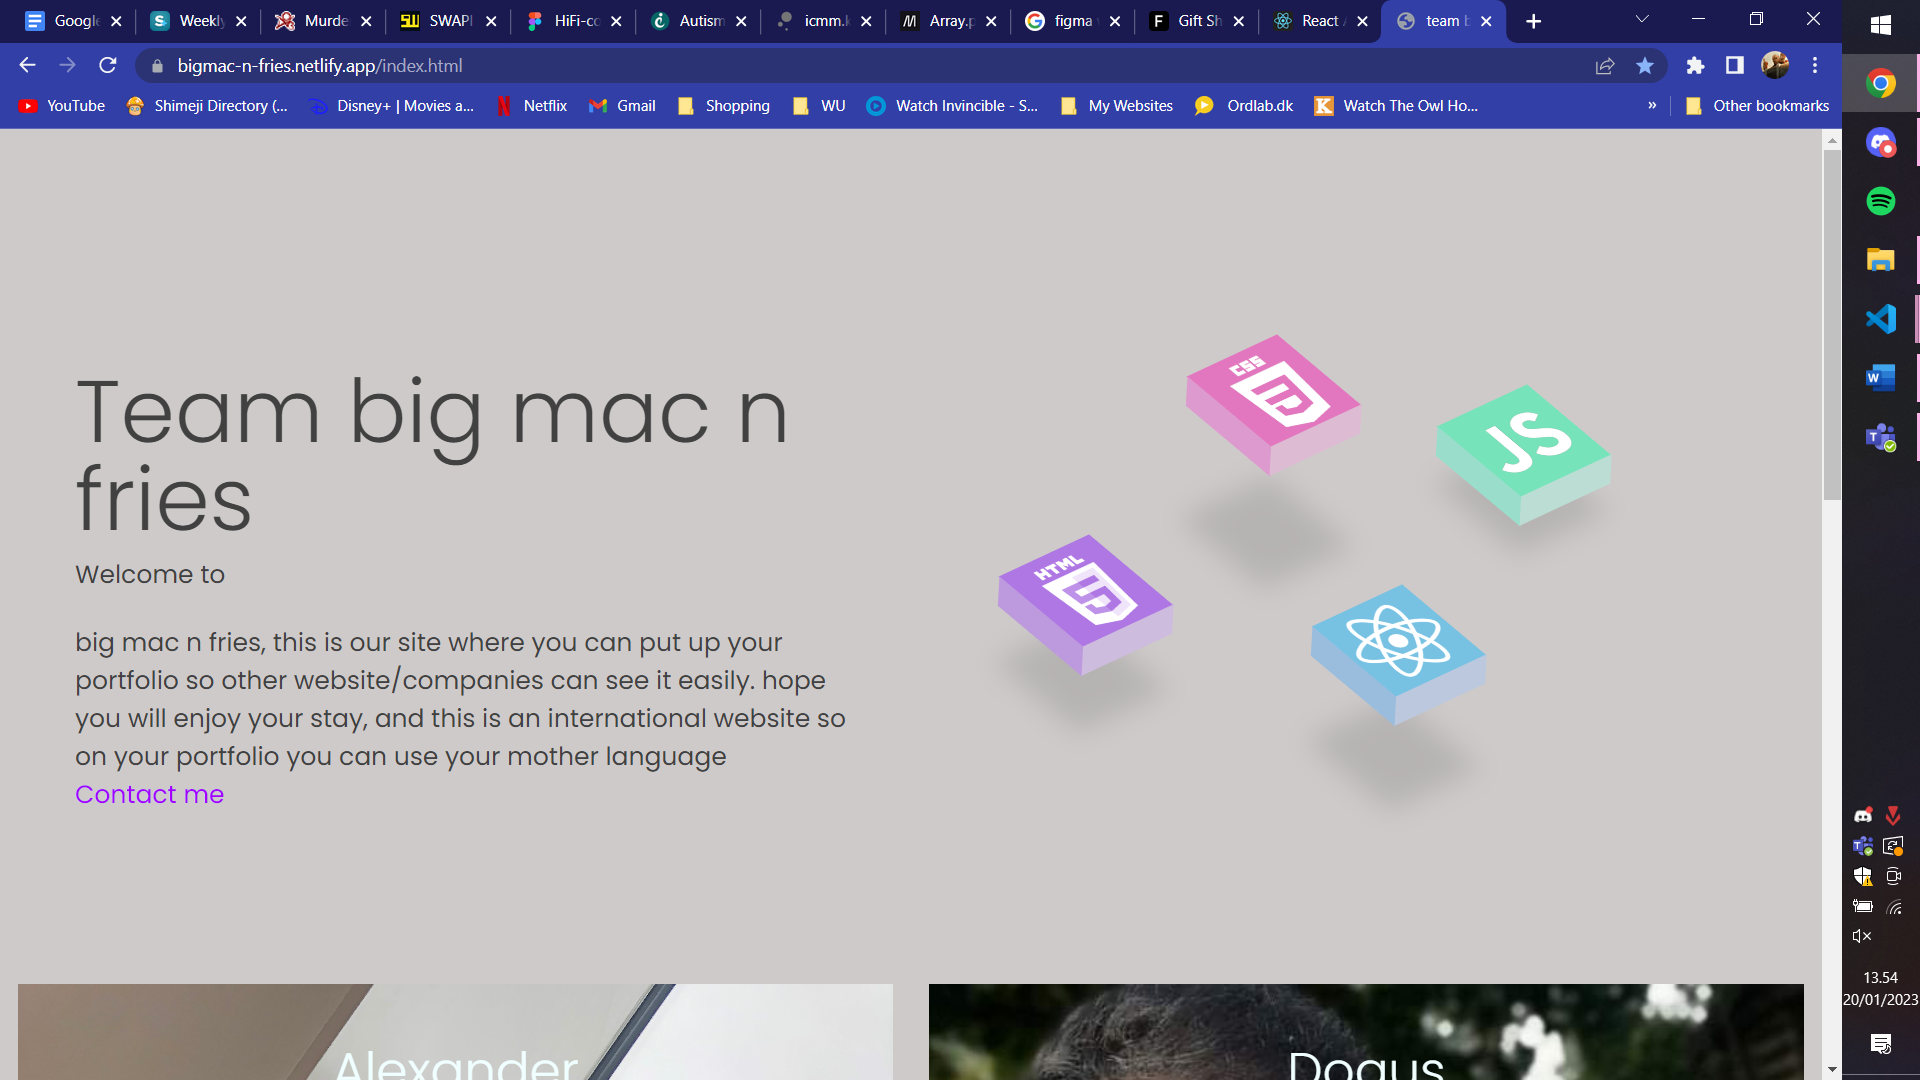 Google
Weekly
Murde
SWAPI
HiFi-co
Autism
icmm.k
Array.p
figma
Gift Sh
React
team b
bigmac-n-fries.netlify.app/index.html
YouTube
Shimeji Directory (...
Disney+ | Movies a...
Netflix
Gmail
Shopping
WU
Watch Invincible - S...
My Websites
Ordlab.dk
Watch The Owl Ho...
»
Other bookmarks
Team big mac n
fries
Welcome to
big mac n fries, this is our site where you can put up your
portfolio so other website/companies can see it easily. hope
you will enjoy your stay, and this is an international website so
on your portfolio you can use your mother language
Contact me
CSS
JS
HTML
Alexander
Dogus
13.54
20/01/2023